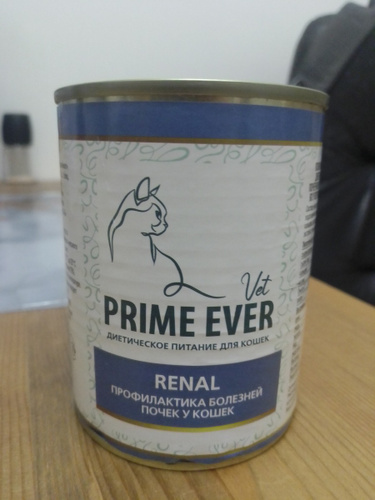 Vet
PRIME EVER
ДИЕТИЧЕСКОЕ ПИТАНИЕ ДЛЯ КОШЕК
RENAL
ПРОФИЛАКТИКА БОЛЕЗНЕЙ
ПОЧЕК У КОШЕК